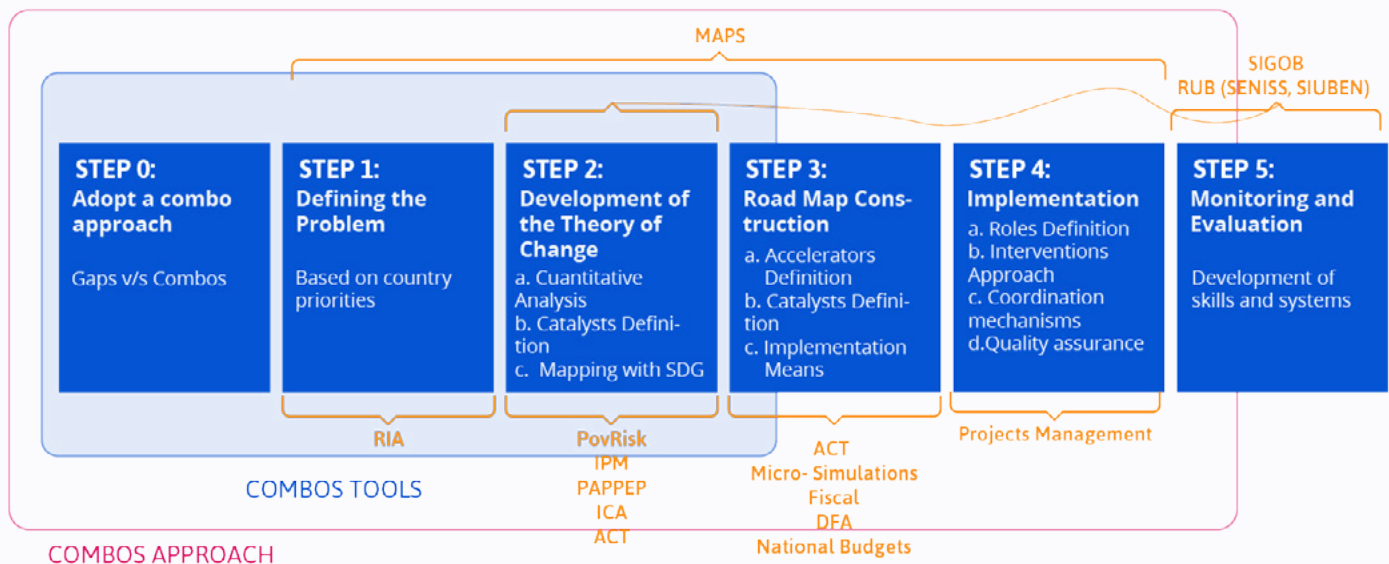 MAPS
SIGOB
RUB (SENISS, SIUBEN)
STEP 0:
Adopt a combo
approach
Gaps v/s Combos
STEP 1:
Defining the
Problem
Based on country
priorities
STEP 2:
Development of
the Theory of
Change
a. Cuantitative
Analysis
b. Catalysts Defini-
tion
c. Mapping with SDG
STEP 3:
Road Map Cons-
truction
a. Accelerators
Definition
b. Catalysts Defini-
tion
c. Implementation
Means
STEP 4:
Implementation
a. Roles Definition
b. Interventions
Approach
c. Coordination
mechanisms
d.Quality assurance
STEP 5:
Monitoring and
Evaluation
Development of
skills and systems
RIA
PovRisk
IPM
PAPPEP
ICA
ACT
ACT
Micro- Simulations
Fiscal
DFA
National Budgets
Projects Management
COMBOS TOOLS
COMBOS APPROACH